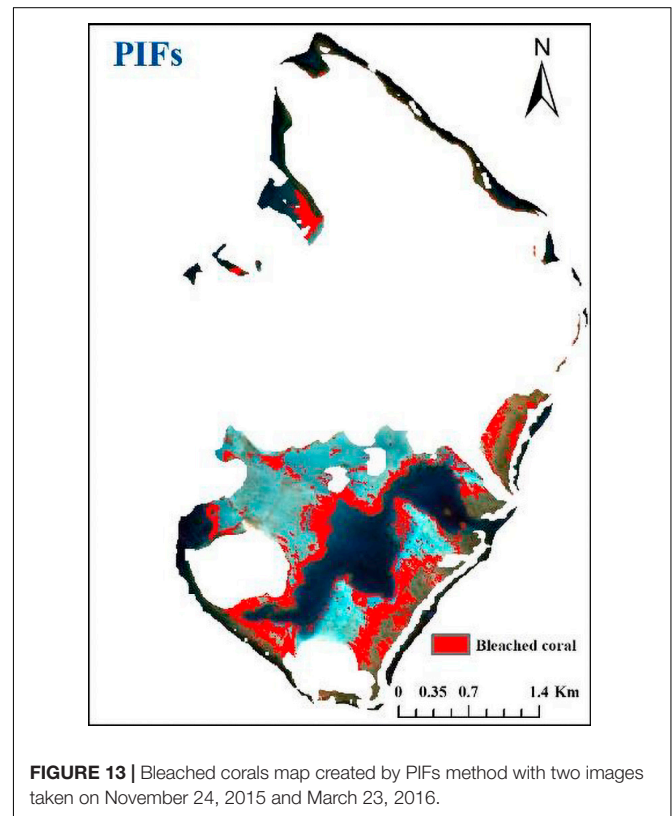 PIFs
N
Bleached coral
0 0.35 0.7 1.4 Km
FIGURE 13 | Bleached corals map created by PIFs method with two images
taken on November 24, 2015 and March 23, 2016.